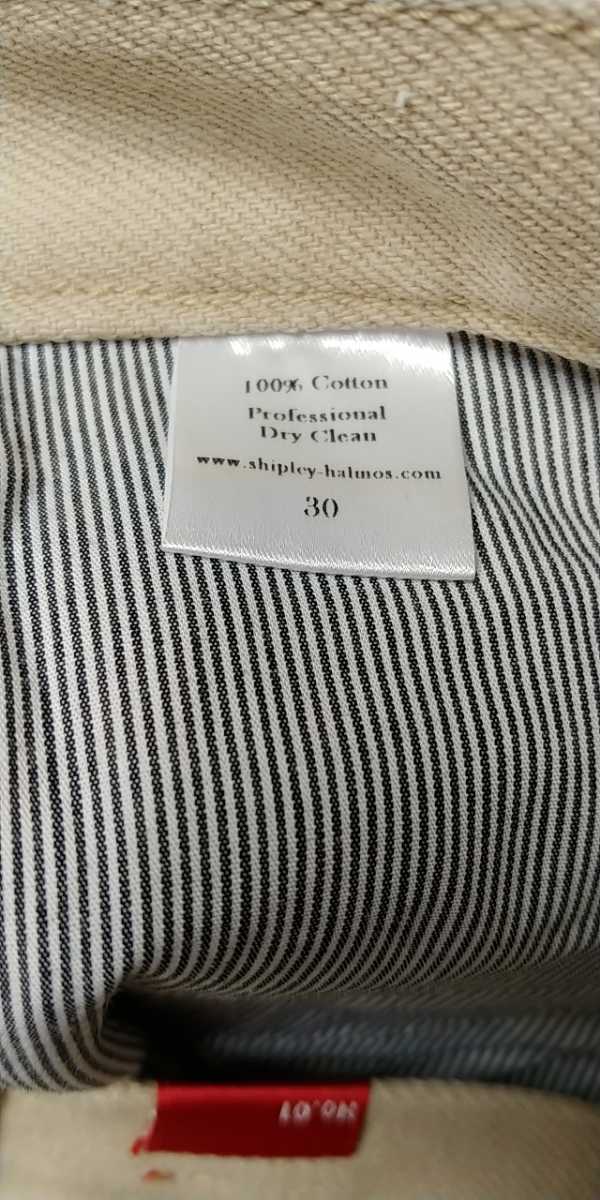 100% Cotton
Professional
Dry Clean
www.shipley-halmos.com
30